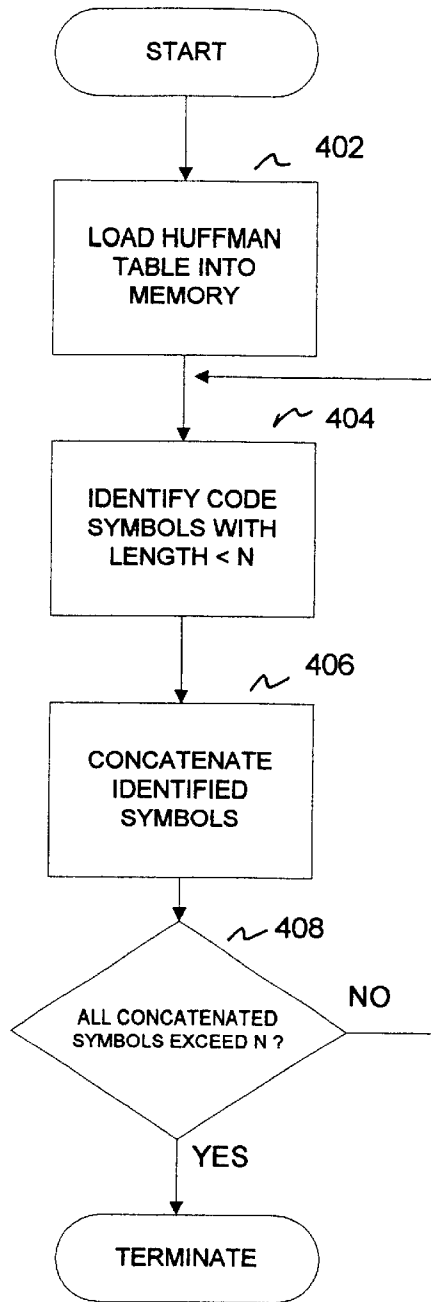 START
402
LOAD HUFFMAN
TABLE INTO
MEMORY
404
IDENTIFY CODE
SYMBOLS WITH
LENGTH < N
406
CONCATENATE
IDENTIFIED
SYMBOLS
408
ALL CONCATENATED
SYMBOLS EXCEED N ?
NO
YES
TERMINATE